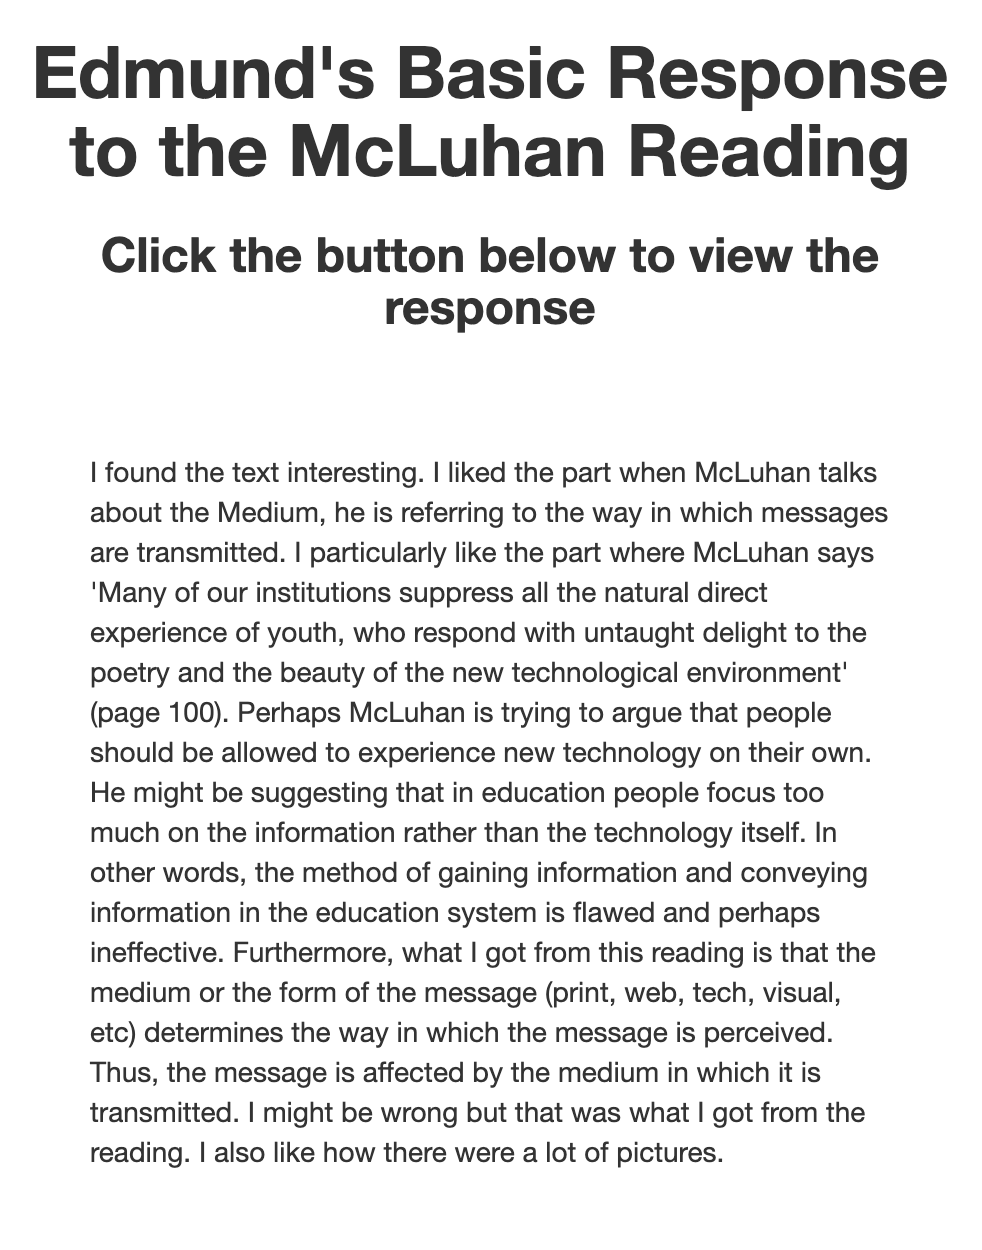 Edmund's Basic Response
to the McLuhan Reading
Click the button below to view the
response
I found the text interesting. I liked the part when McLuhan talks
about the Medium, he is referring to the way in which messages
are transmitted. I particularly like the part where McLuhan says
'Many of our institutions suppress all the natural direct
experience of youth, who respond with untaught delight to the
poetry and the beauty of the new technological environment'
(page 100). Perhaps McLuhan is trying to argue that people
should be allowed to experience new technology on their own.
He might be suggesting that in education people focus too
much on the information rather than the technology itself. In
other words, the method of gaining information and conveying
information in the education system is flawed and perhaps
ineffective. Furthermore, what I got from this reading is that the
medium or the form of the message (print, web, tech, visual,
etc) determines the way in which the message is perceived.
Thus, the message is affected by the medium in which it is
transmitted. I might be wrong but that was what I got from the
reading. I also like how there were a lot of pictures.